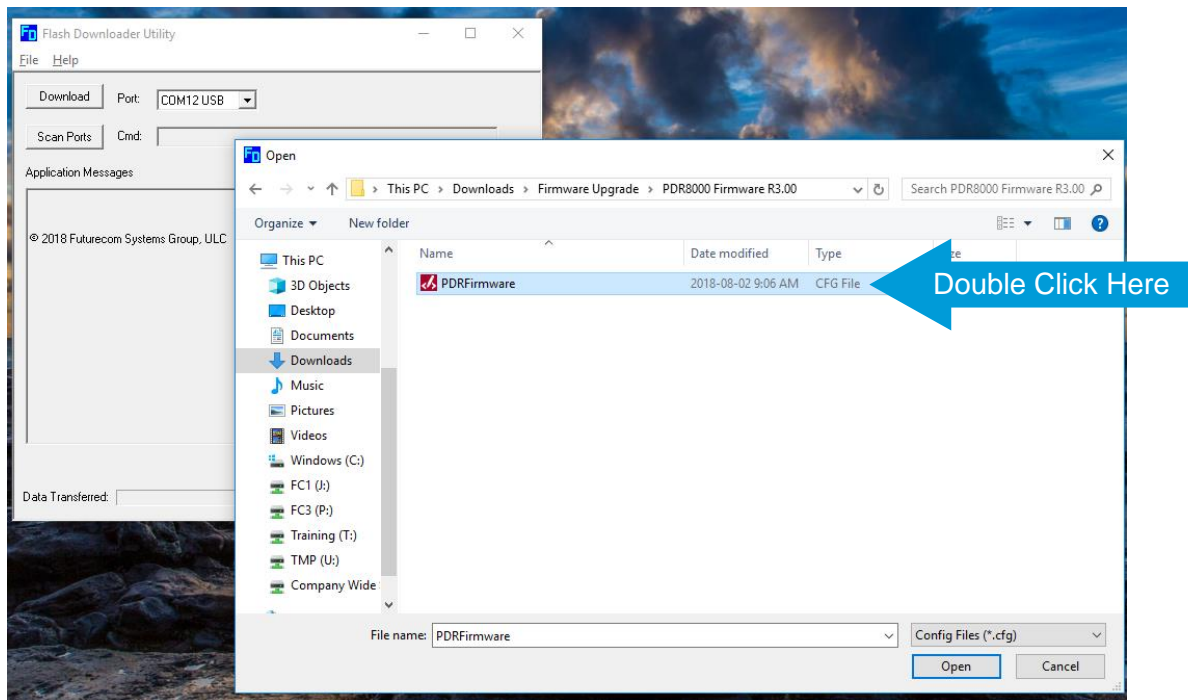 Flash Downloader Utility
File Help
Download Port: COM12 USB
Scan Ports Cmd:
Application Messages
© 2018 Futurecom Systems Group, ULC
Data Transferred:
Open
This PC > Downloads > Firmware Upgrade > PDR8000 Firmware R3.00
Search PDR8000 Firmware R3.00
Organize New folder
Name Date modified Type
This PC
3D Objects
Desktop
Documents
Downloads
Music
Pictures
Videos
Windows (C:)
FC1 (J:)
FC3 (P:)
Training (T:)
TMP (U:)
Company Wide
PDRFirmware 2018-08-02 9:06 AM CFG File
Double Click Here
File name: PDRFirmware Config Files (*.cfg)
Open Cancel